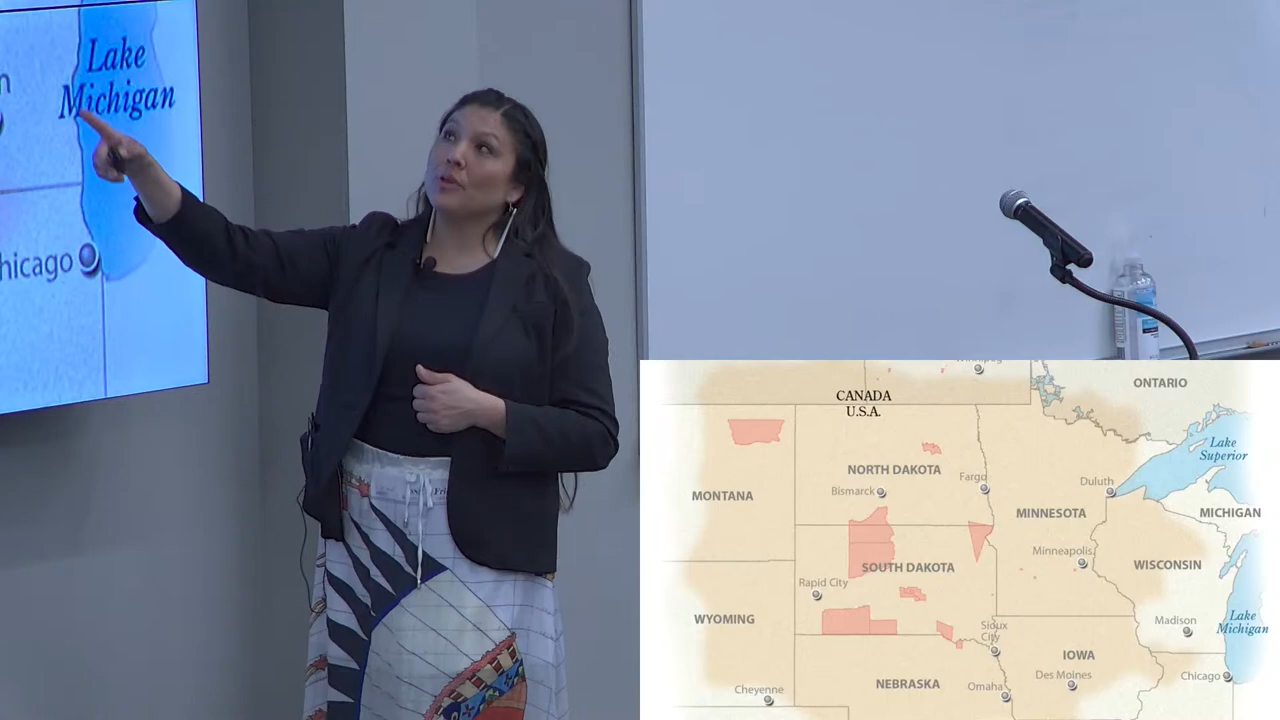 Lake
Michigan
hicago
CANADA
U.S.A.
ONTARIO
Lake
Superior
NORTH DAKOTA
Fargo
Duluth
MONTANA
Bismarck
MINNESOTA
MICHIGAN
Minneapolis
SOUTH DAKOTA
WISCONSIN
Rapid City
WYOMING
Sioux
City
Madison
Lake
Michigan
IOWA
Des Moines
Chicago
Cheyenne
NEBRASKA
Omaha